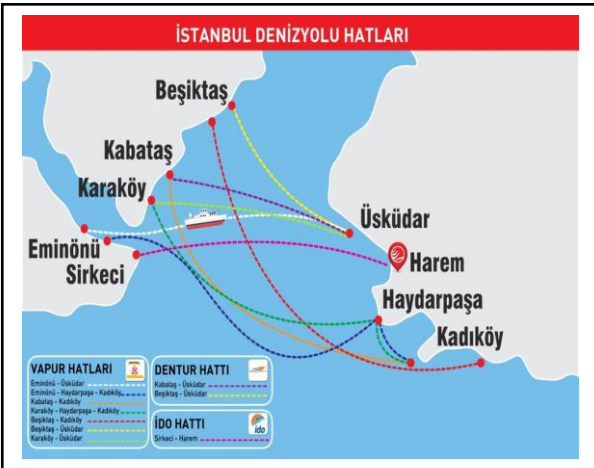 İSTANBUL DENİZYOLU HATLARI
Beşiktaş
Kabataş
Karaköy
Üsküdar
Eminönü
Sirkeci
Harem
Haydarpaşa
Kadıköy
VAPUR HATLARI
Eminönü - Üsküdar
Eminönü - Haydarpaşa - Kadıköy
Kabataş - Kadıköy
Karaköy - Haydarpaşa - Kadıköy
Beşiktaş - Kadıköy
Beşiktaş - Üsküdar
Karaköy - Üsküdar
DENTUR HATTI
Kabataş - Üsküdar
Beşiktaş - Üsküdar
İDO HATTI
ido
Sirkeci - Harem